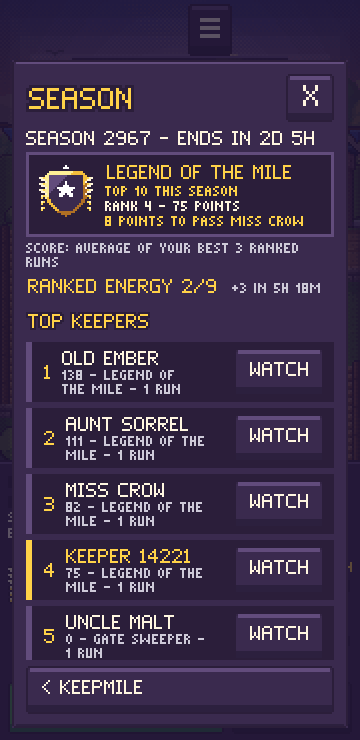 SEASON
X
SEASON 2967 - ENDS IN 2D 5H
LEGEND OF THE MILE
TOP 10 THIS SEASON
RANK 4 - 75 POINTS
8 POINTS TO PASS MISS CROW
SCORE: AVERAGE OF YOUR BEST 3 RANKED
RUNS
RANKED ENERGY 2/9 +3 IN 5H 18M
TOP KEEPERS
1 OLD EMBER
138 - LEGEND OF
THE MILE - 1 RUN
WATCH
2 AUNT SORREL
111 - LEGEND OF THE
MILE - 1 RUN
WATCH
3 MISS CROW
82 - LEGEND OF THE
MILE - 1 RUN
WATCH
4 KEEPER 14221
75 - LEGEND OF THE
MILE - 1 RUN
WATCH
5 UNCLE MALT
0 - GATE SWEEPER -
1 RUN
WATCH
< KEEPMILE